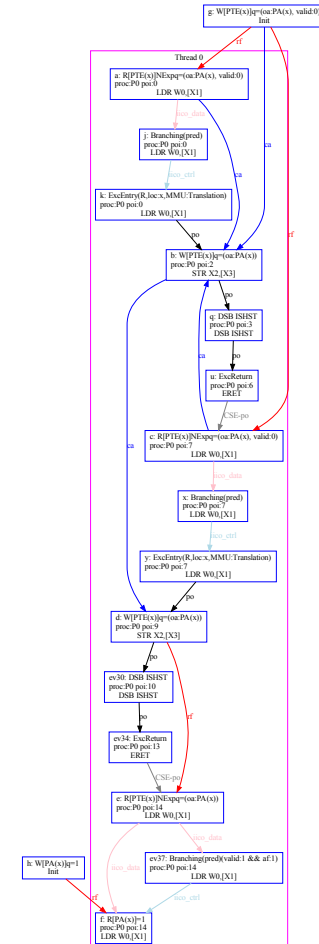 g: W[PTE(x)]q=(oa:PA(x), valid:0)
Init
rf
Thread 0
a: R[PTE(x)]NExpq=(oa:PA(x), valid:0)
proc:P0 poi:0
LDR W0,[X1]
iico_data
j: Branching(pred)
proc:P0 poi:0
LDR W0,[X1]
ca
ca
iico_ctrl
k: ExcEntry(R,loc:x,MMU:Translation)
proc:P0 poi:0
LDR W0,[X1]
po
rf
b: W[PTE(x)]q=(oa:PA(x))
proc:P0 poi:2
STR X2,[X3]
po
q: DSB ISHST
proc:P0 poi:3
DSB ISHST
po
ca
u: ExcReturn
proc:P0 poi:6
ERET
CSE-po
c: R[PTE(x)]NExpq=(oa:PA(x), valid:0)
proc:P0 poi:7
LDR W0,[X1]
ca
iico_data
x: Branching(pred)
proc:P0 poi:7
LDR W0,[X1]
iico_ctrl
y: ExcEntry(R,loc:x,MMU:Translation)
proc:P0 poi:7
LDR W0,[X1]
po
d: W[PTE(x)]q=(oa:PA(x))
proc:P0 poi:9
STR X2,[X3]
po
ev30: DSB ISHST
proc:P0 poi:10
DSB ISHST
po
rf
ev34: ExcReturn
proc:P0 poi:13
ERET
CSE-po
e: R[PTE(x)]NExpq=(oa:PA(x))
proc:P0 poi:14
LDR W0,[X1]
iico_data
h: W[PA(x)]q=1
Init
iico_data
ev37: Branching(pred)(valid:1 && af:1)
proc:P0 poi:14
LDR W0,[X1]
rf
iico_ctrl
f: R[PA(x)]=1
proc:P0 poi:14
LDR W0,[X1]